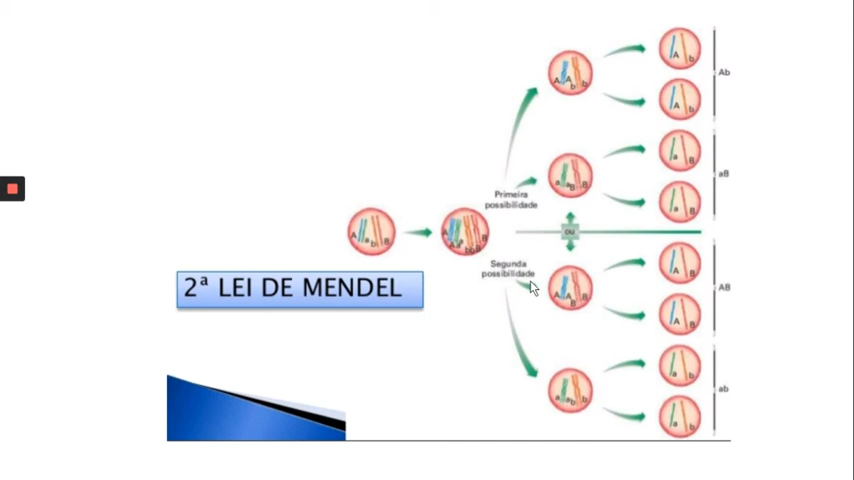 A A b b
A b
A b
Ab
a a B B
a B
a B
aB
Primeira
possibilidade
A a b B
ou
Segunda
possibilidade
2ª LEI DE MENDEL
A A B B
A B
A B
AB
a a b b
a b
a b
ab